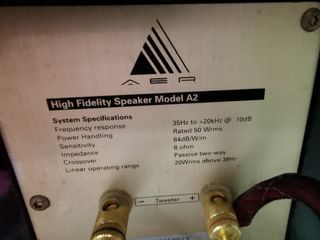 AER
High Fidelity Speaker Model A2
System Specifications
Frequency response 35Hz to >20kHz @ 10dB
Power Handling Rated 50 Wrms
Sensitivity 84dB/W/m
Impedance 8 ohm
Crossover Passive two-way
Linear operating range 20Wrms above 38Hz
− Tweeter +